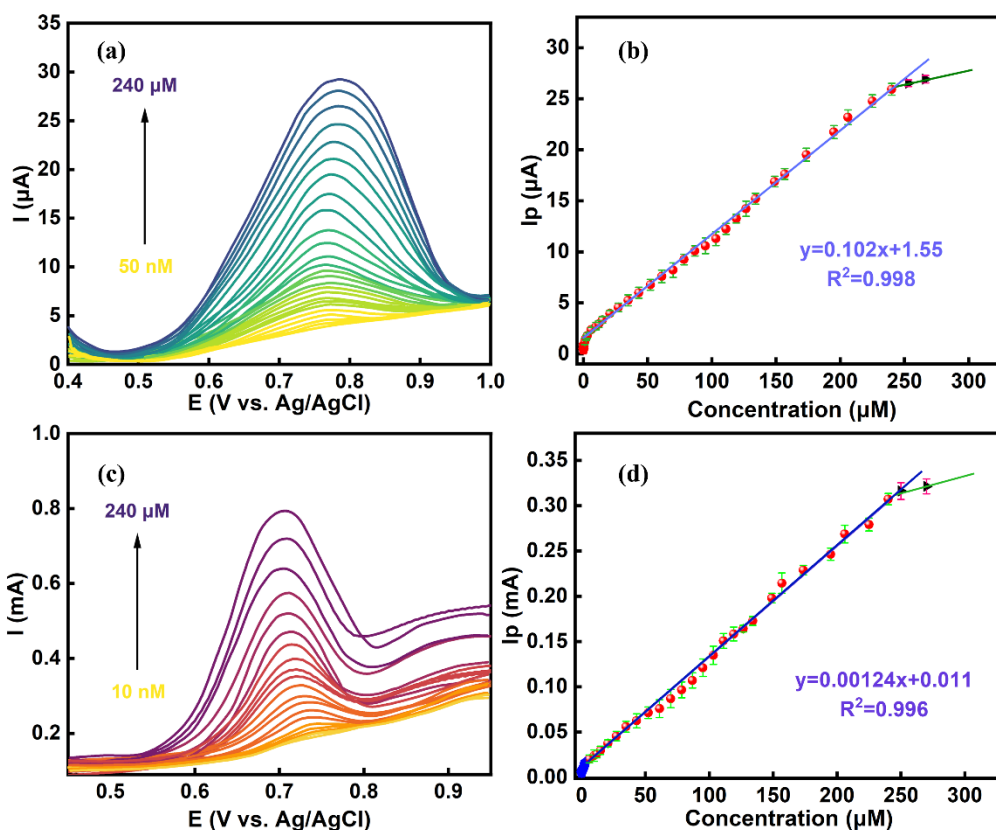 (a)
240 μM
50 nM
I (μA)
35
30
25
20
15
10
5
0
0.4 0.5 0.6 0.7 0.8 0.9 1.0
E (V vs. Ag/AgCl)
(b)
Ip (μA)
30
25
20
15
10
5
0
y=0.102x+1.55
R²=0.998
0 50 100 150 200 250 300
Concentration (μM)
(c)
240 μM
10 nM
I (mA)
1.0
0.8
0.6
0.4
0.2
0.5 0.6 0.7 0.8 0.9
E (V vs. Ag/AgCl)
(d)
Ip (mA)
0.35
0.30
0.25
0.20
0.15
0.10
0.05
0.00
y=0.00124x+0.011
R²=0.996
0 50 100 150 200 250 300
Concentration (μM)